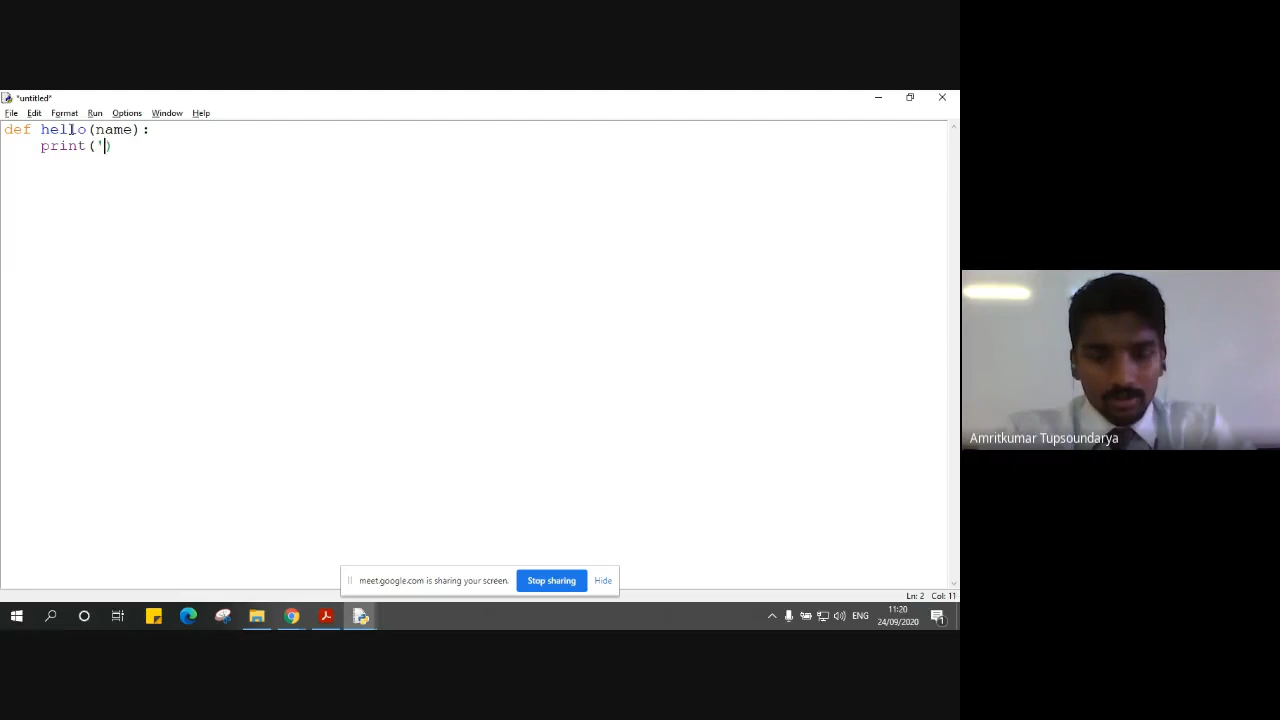 *untitled*
File Edit Format Run Options Window Help
def hello(name):
    print(')
meet.google.com is sharing your screen. Stop sharing Hide
Ln: 2 Col: 11
ENG
11:20
24/09/2020
1
Amritkumar Tupsoundarya